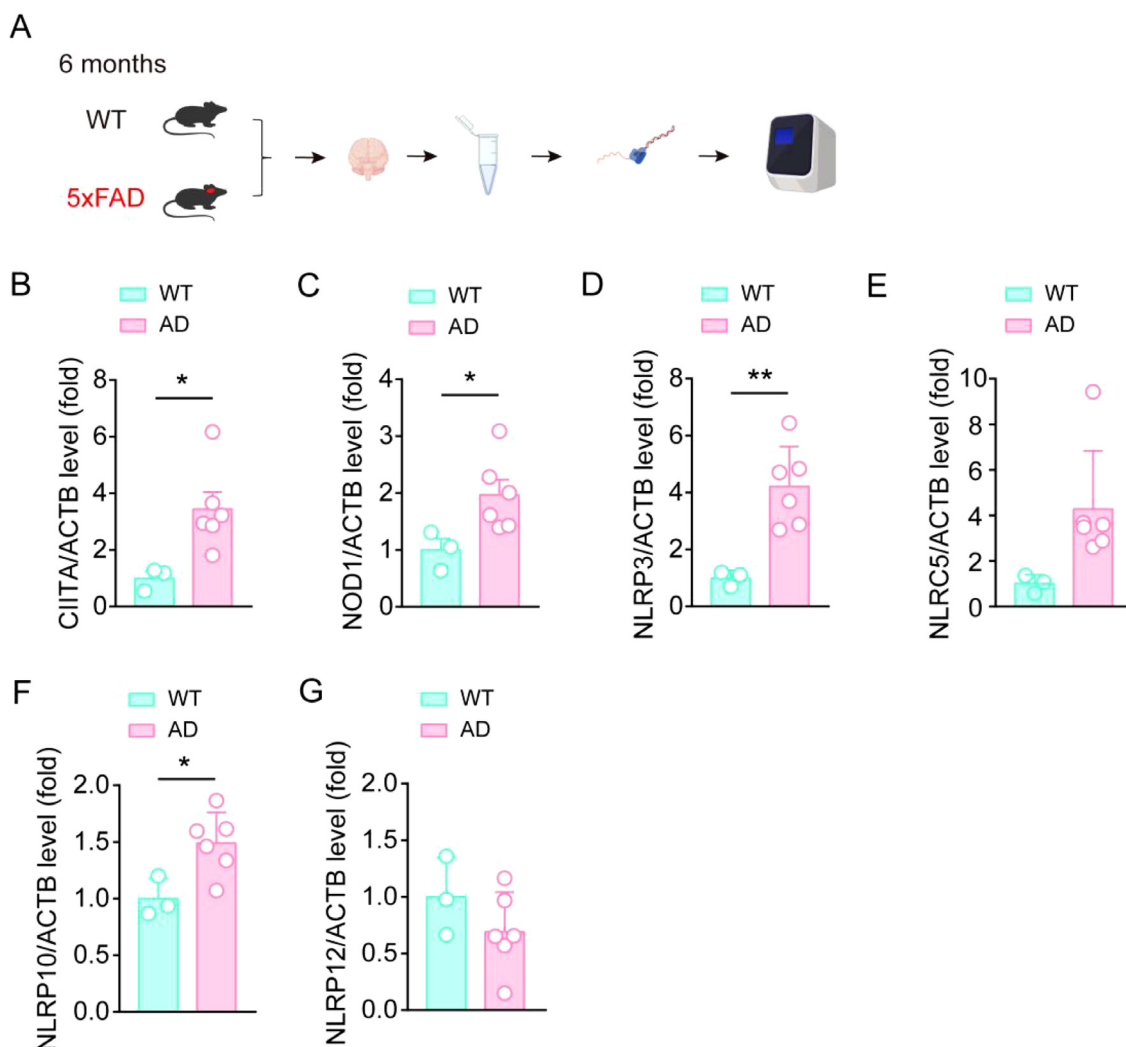 A
6 months
WT
5xFAD
B
WT
AD
CIITA/ACTB level (fold)
8
6
4
2
0
*
C
WT
AD
NOD1/ACTB level (fold)
4
3
2
1
0
*
D
WT
AD
NLRP3/ACTB level (fold)
8
6
4
2
0
**
E
WT
AD
NLRC5/ACTB level (fold)
10
8
6
4
2
0
F
WT
AD
NLRP10/ACTB level (fold)
2.0
1.5
1.0
0.5
0.0
*
G
WT
AD
NLRP12/ACTB level (fold)
2.0
1.5
1.0
0.5
0.0